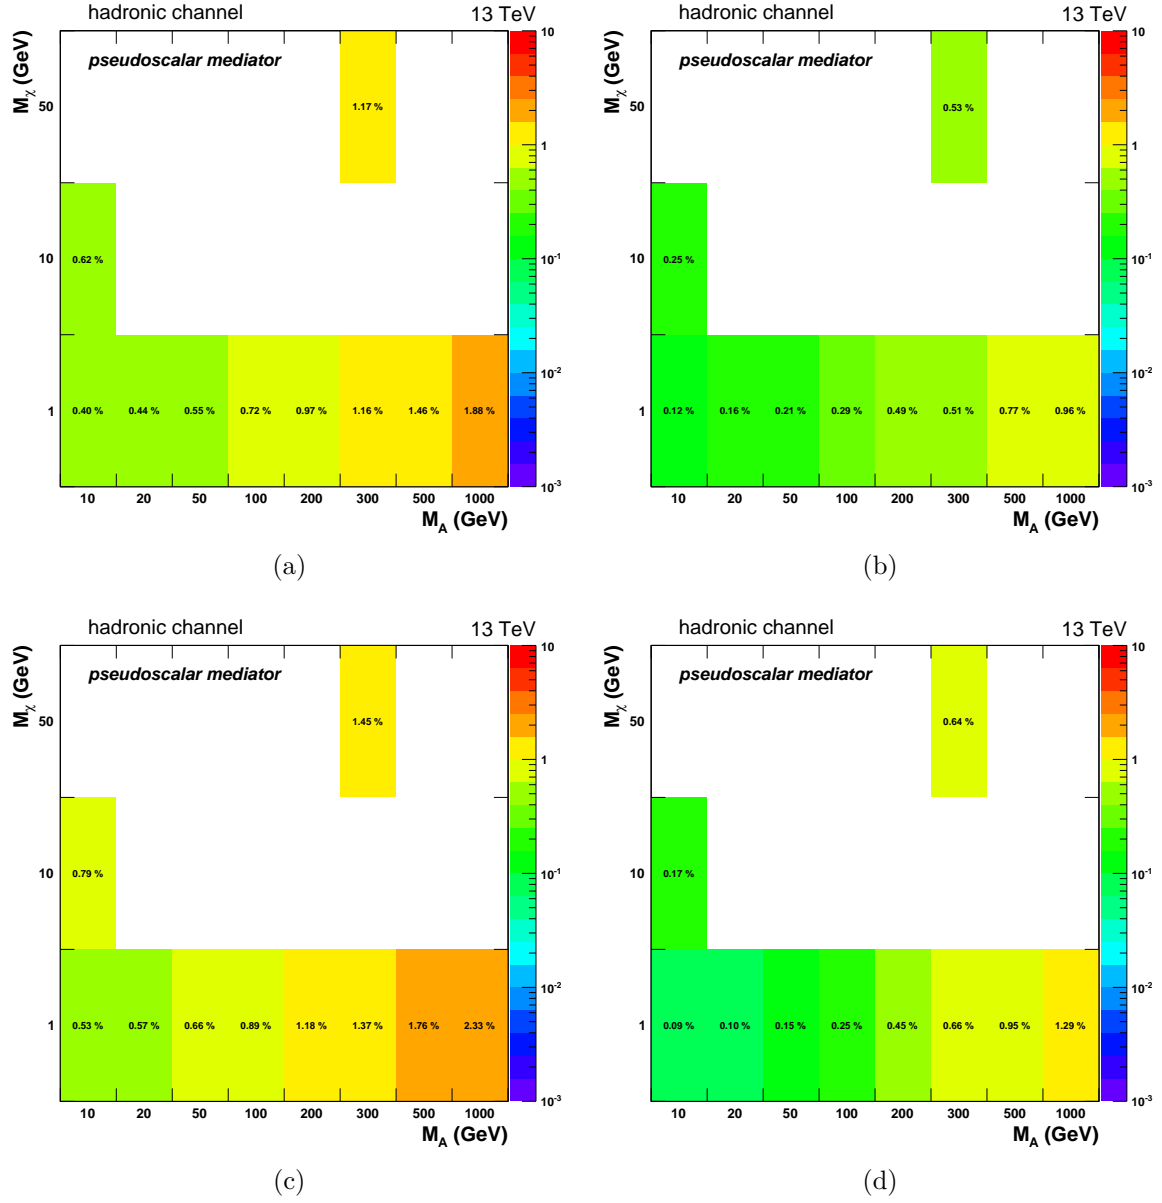 hadronic channel 13 TeV
pseudoscalar mediator
M_χ (GeV)
50
10
1
1.17 %
0.62 %
0.40 % 0.44 % 0.55 % 0.72 % 0.97 % 1.16 % 1.46 % 1.88 %
10 20 50 100 200 300 500 1000
M_A (GeV)
10
1
10^-1
10^-2
10^-3
(a)
hadronic channel 13 TeV
pseudoscalar mediator
M_χ (GeV)
50
10
1
0.53 %
0.25 %
0.12 % 0.16 % 0.21 % 0.29 % 0.49 % 0.51 % 0.77 % 0.96 %
10 20 50 100 200 300 500 1000
M_A (GeV)
10
1
10^-1
10^-2
10^-3
(b)
hadronic channel 13 TeV
pseudoscalar mediator
M_χ (GeV)
50
10
1
1.45 %
0.79 %
0.53 % 0.57 % 0.66 % 0.89 % 1.18 % 1.37 % 1.76 % 2.33 %
10 20 50 100 200 300 500 1000
M_A (GeV)
10
1
10^-1
10^-2
10^-3
(c)
hadronic channel 13 TeV
pseudoscalar mediator
M_χ (GeV)
50
10
1
0.64 %
0.17 %
0.09 % 0.10 % 0.15 % 0.25 % 0.45 % 0.66 % 0.95 % 1.29 %
10 20 50 100 200 300 500 1000
M_A (GeV)
10
1
10^-1
10^-2
10^-3
(d)